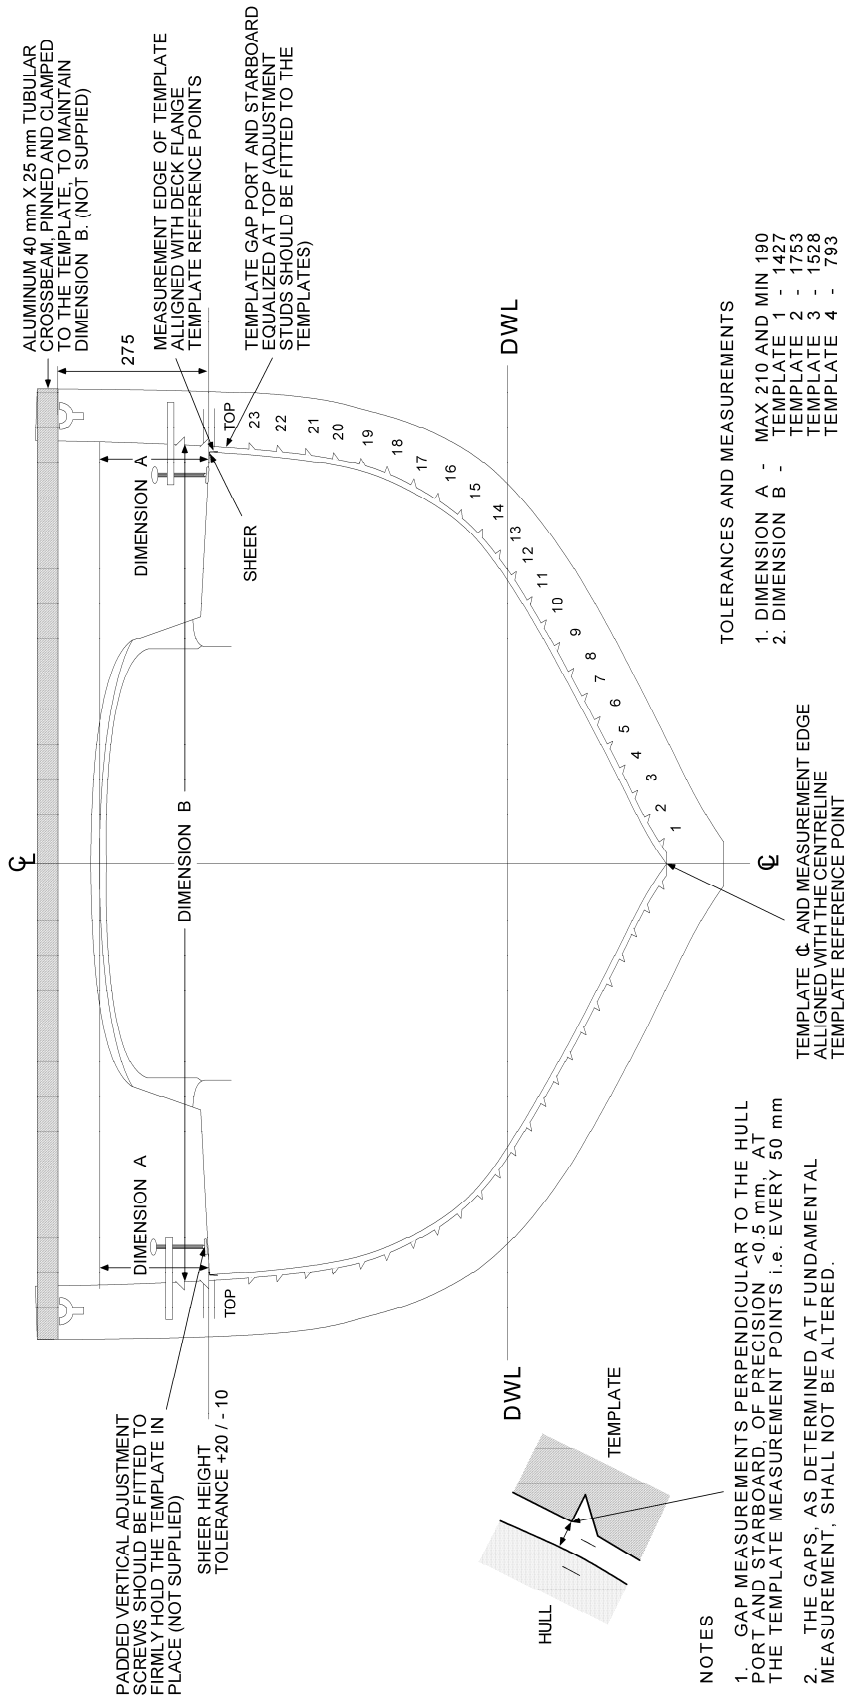 ALUMINUM 40 mm X 25 mm TUBULAR
CROSSBEAM, PINNED AND CLAMPED
TO THE TEMPLATE, TO MAINTAIN
DIMENSION B. (NOT SUPPIED)
MEASUREMENT EDGE OF TEMPLATE
ALLIGNED WITH DECK FLANGE
TEMPLATE REFERENCE POINTS
TEMPLATE GAP PORT AND STARBOARD
EQUALIZED AT TOP (ADJUSTMENT
STUDS SHOULD BE FITTED TO THE
TEMPLATES)
275
DIMENSION A
DIMENSION B
DIMENSION A
SHEER
TOP
TOP
23
22
21
20
19
18
17
16
15
14
13
12
11
10
9
8
7
6
5
4
3
2
1
DWL
DWL
CL
CL
PADDED VERTICAL ADJUSTMENT
SCREWS SHOULD BE FITTED TO
FIRMLY HOLD THE TEMPLATE IN
PLACE (NOT SUPPLIED)
SHEER HEIGHT
TOLERANCE +20 / - 10
HULL
TEMPLATE
TEMPLATE CL AND MEASUREMENT EDGE
ALLIGNED WITH THE CENTRELINE
TEMPLATE REFERENCE POINT
TOLERANCES AND MEASUREMENTS
1. DIMENSION A - MAX 210 AND MIN 190
2. DIMENSION B - TEMPLATE 1 - 1427
TEMPLATE 2 - 1753
TEMPLATE 3 - 1528
TEMPLATE 4 - 793
NOTES
1. GAP MEASUREMENTS PERPENDICULAR TO THE HULL
PORT AND STARBOARD, OF PRECISION <0.5 mm, AT
THE TEMPLATE MEASUREMENT POINTS i.e. EVERY 50 mm
2. THE GAPS, AS DETERMINED AT FUNDAMENTAL
MEASUREMENT, SHALL NOT BE ALTERED.